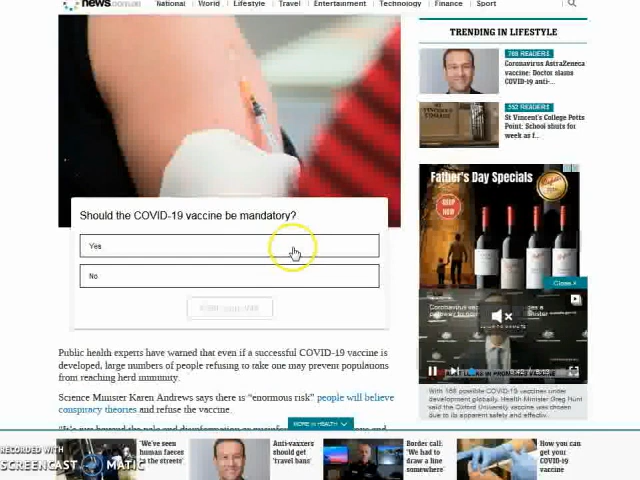 news.com.au
National World Lifestyle Travel Entertainment Technology Finance Sport
TRENDING IN LIFESTYLE
768 READERS
Coronavirus AstraZeneca
vaccine: Doctor slams
COVID-19 anti-...
552 READERS
St Vincent's College Potts
Point: School shuts for
week as f...
Father's Day Specials
SHOP
NOW
Close X
Should the COVID-19 vaccine be mandatory?
Yes
No
Public health experts have warned that even if a successful COVID-19 vaccine is
developed, large numbers of people refusing to take one may prevent populations
from reaching herd immunity.
Science Minister Karen Andrews says there is "enormous risk" people will believe
conspiracy theories and refuse the vaccine.
With 168 possible COVID-19 vaccines under
development globally, Health Minister Greg Hunt
said the Oxford University vaccine was chosen
due to its apparent safety and effectiv...
MORE IN HEALTH
RECORDED WITH
SCREENCAST MATIC
'We've seen
human faeces
in the streets'
Anti-vaxxers
should get
'travel bans'
Border call:
'We had to
draw a line
somewhere'
How you can
get your
COVID-19
vaccine